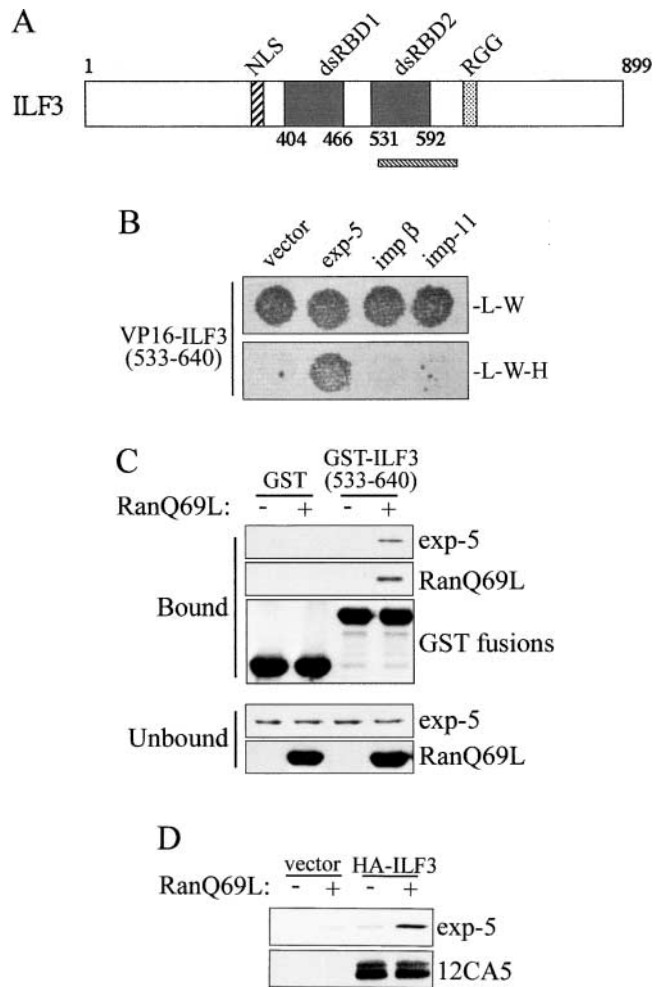 A
NLS dsRBD1 dsRBD2 RGG
1 899
ILF3
404 466 531 592
B
vector exp-5 imp β imp-11
VP16-ILF3
(533-640)
-L-W
-L-W-H
C
GST GST-ILF3
(533-640)
RanQ69L: - + - +
Bound
exp-5
RanQ69L
GST fusions
Unbound
exp-5
RanQ69L
D
vector HA-ILF3
RanQ69L: - + - +
exp-5
12CA5